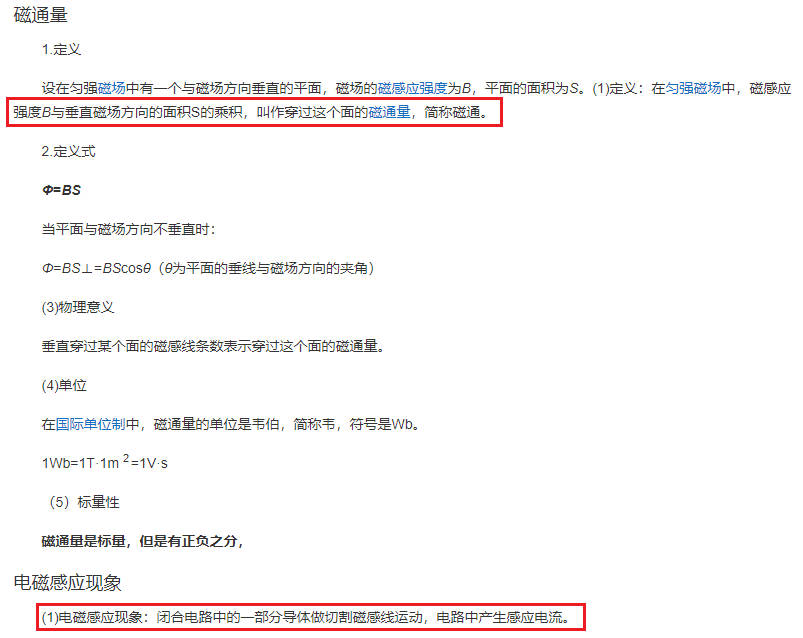 磁通量
1.定义
设在匀强磁场中有一个与磁场方向垂直的平面，磁场的磁感应强度为B，平面的面积为S。(1)定义：在匀强磁场中，磁感应
强度B与垂直磁场方向的面积S的乘积，叫作穿过这个面的磁通量，简称磁通。
2.定义式
Φ=BS
当平面与磁场方向不垂直时：
Φ=BS⊥=BScosθ（θ为平面的垂线与磁场方向的夹角）
(3)物理意义
垂直穿过某个面的磁感线条数表示穿过这个面的磁通量。
(4)单位
在国际单位制中，磁通量的单位是韦伯，简称韦，符号是Wb。
1Wb=1T·1m ²=1V·s
（5）标量性
磁通量是标量，但是有正负之分，
电磁感应现象
(1)电磁感应现象：闭合电路中的一部分导体做切割磁感线运动，电路中产生感应电流。